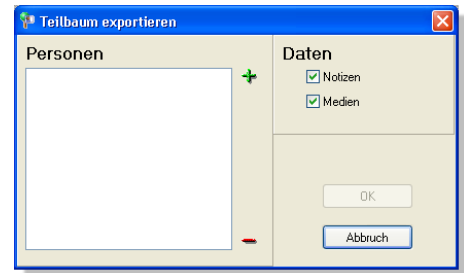 Teilbaum exportieren
Personen
Daten
Notizen
Medien
OK
Abbruch